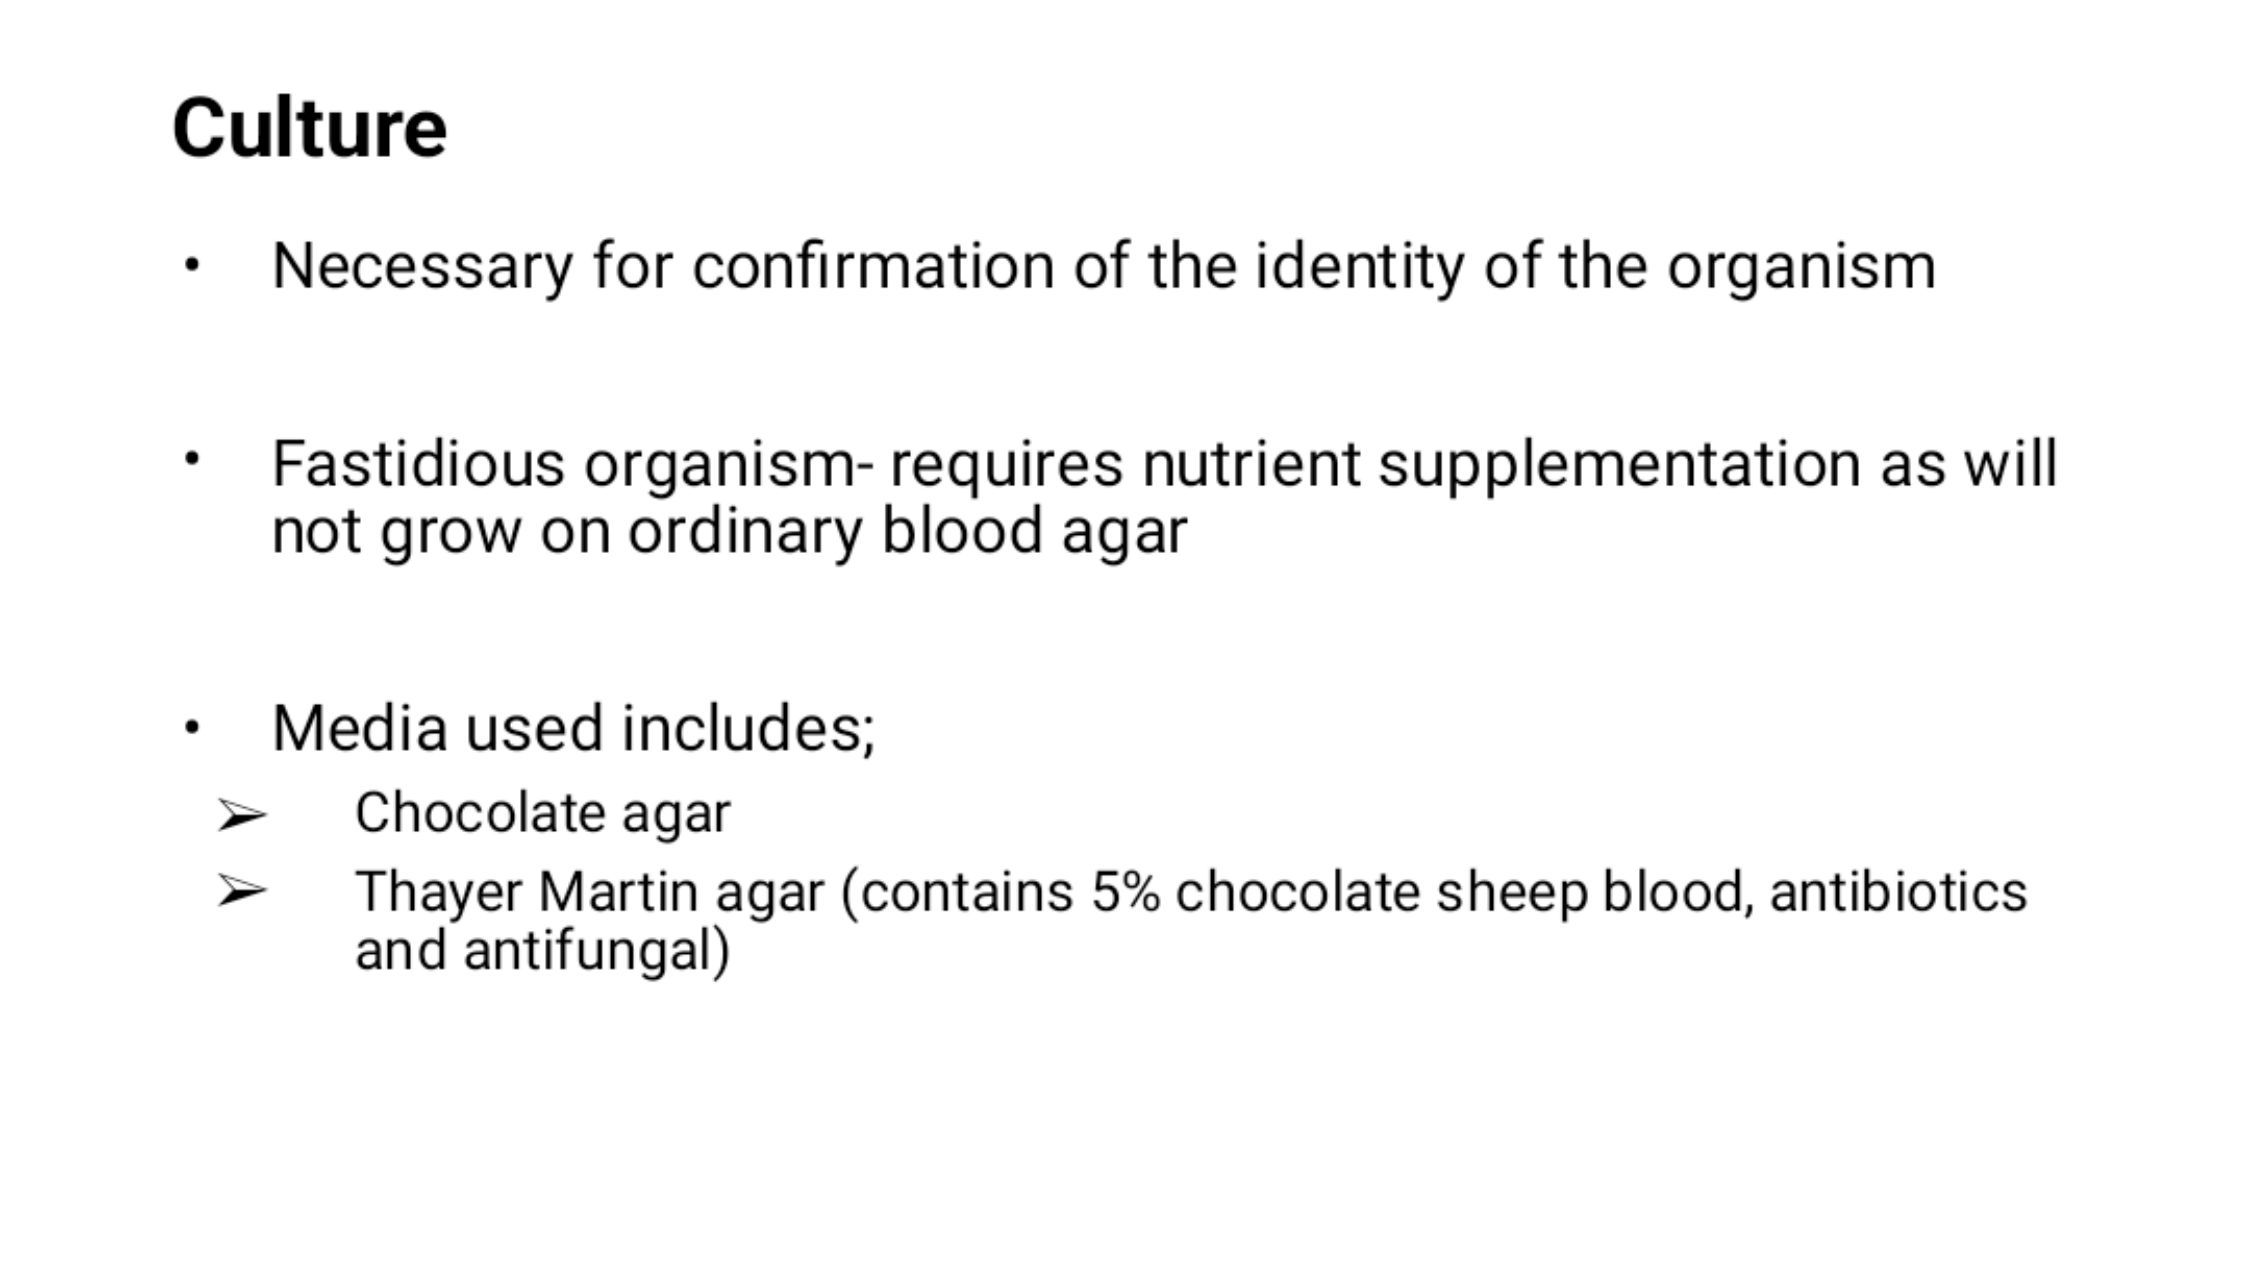 Culture
• Necessary for confirmation of the identity of the organism
• Fastidious organism- requires nutrient supplementation as will
not grow on ordinary blood agar
• Media used includes;
➢ Chocolate agar
➢ Thayer Martin agar (contains 5% chocolate sheep blood, antibiotics
and antifungal)